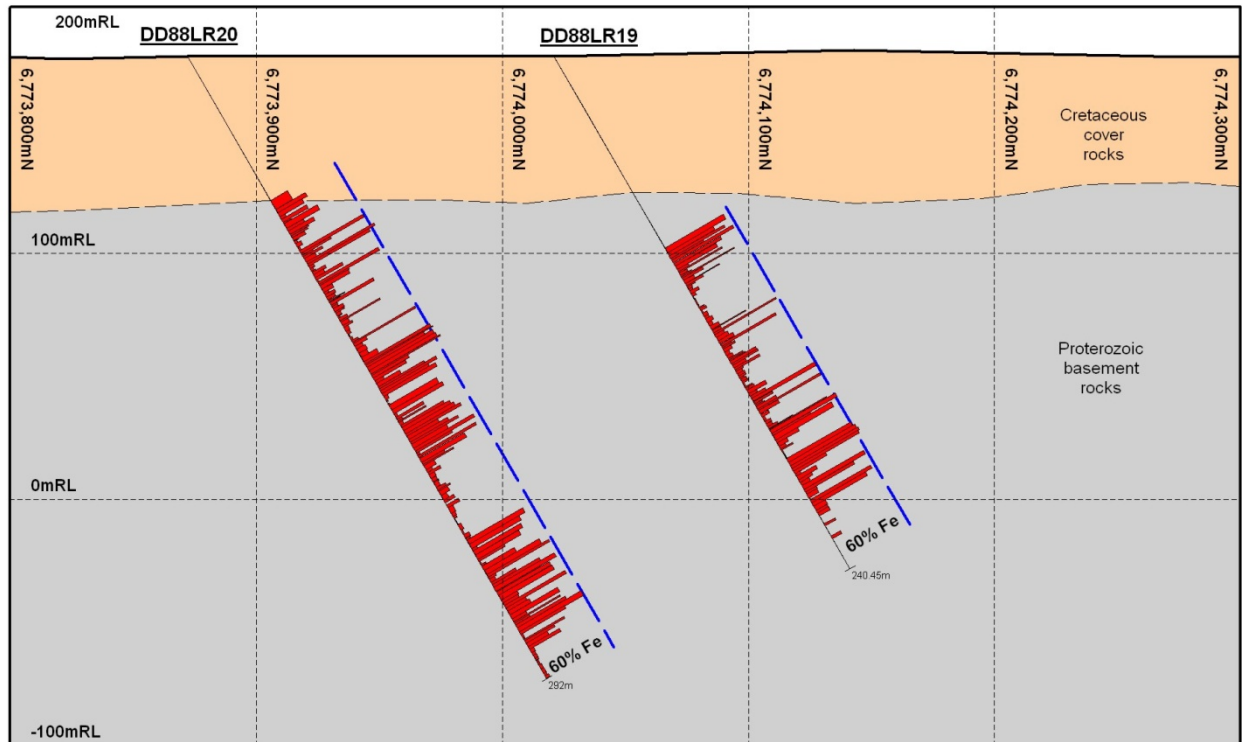 200mRL
DD88LR20
DD88LR19
6,773,800mN
6,773,900mN
6,774,000mN
6,774,100mN
6,774,200mN
6,774,300mN
Cretaceous
cover
rocks
100mRL
Proterozoic
basement
rocks
0mRL
60% Fe
240.45m
60% Fe
292m
-100mRL